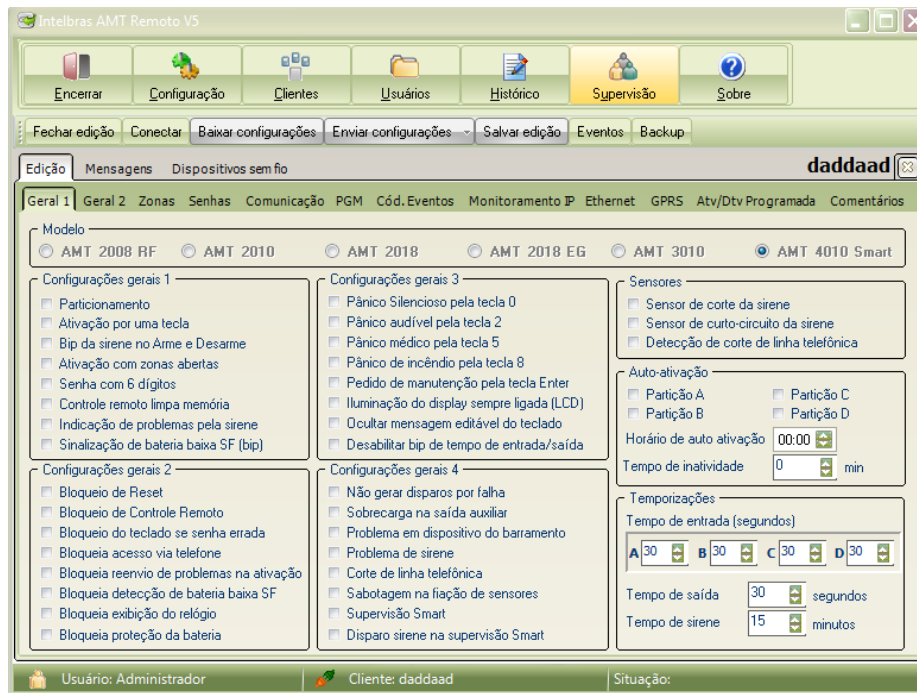 Intelbras AMT Remoto V5
Encerrar Configuração Clientes Usuários Histórico Supervisão Sobre
Fechar edição Conectar Baixar configurações Enviar configurações Salvar edição Eventos Backup
Edição Mensagens Dispositivos sem fio daddaad
Geral 1 Geral 2 Zonas Senhas Comunicação PGM Cód. Eventos Monitoramento IP Ethernet GPRS Atv/Dtv Programada Comentários
Modelo
AMT 2008 RF AMT 2010 AMT 2018 AMT 2018 EG AMT 3010 AMT 4010 Smart
Configurações gerais 1
Particionamento
Ativação por uma tecla
Bip da sirene no Arme e Desarme
Ativação com zonas abertas
Senha com 6 dígitos
Controle remoto limpa memória
Indicação de problemas pela sirene
Sinalização de bateria baixa SF (bip)
Configurações gerais 2
Bloqueio de Reset
Bloqueio de Controle Remoto
Bloqueio do teclado se senha errada
Bloqueia acesso via telefone
Bloqueia reenvio de problemas na ativação
Bloqueia detecção de bateria baixa SF
Bloqueia exibição do relógio
Bloqueia proteção da bateria
Configurações gerais 3
Pânico Silencioso pela tecla 0
Pânico audível pela tecla 2
Pânico médico pela tecla 5
Pânico de incêndio pela tecla 8
Pedido de manutenção pela tecla Enter
Iluminação do display sempre ligada (LCD)
Ocultar mensagem editável do teclado
Desabilitar bip de tempo de entrada/saída
Configurações gerais 4
Não gerar disparos por falha
Sobrecarga na saída auxiliar
Problema em dispositivo do barramento
Problema de sirene
Corte de linha telefônica
Sabotagem na fiação de sensores
Supervisão Smart
Disparo sirene na supervisão Smart
Sensores
Sensor de corte da sirene
Sensor de curto-circuito da sirene
Detecção de corte de linha telefônica
Auto-ativação
Partição A Partição C
Partição B Partição D
Horário de auto ativação 00:00
Tempo de inatividade 0 min
Temporizações
Tempo de entrada (segundos)
A 30 B 30 C 30 D 30
Tempo de saída 30 segundos
Tempo de sirene 15 minutos
Usuário: Administrador Cliente: daddaad Situação: